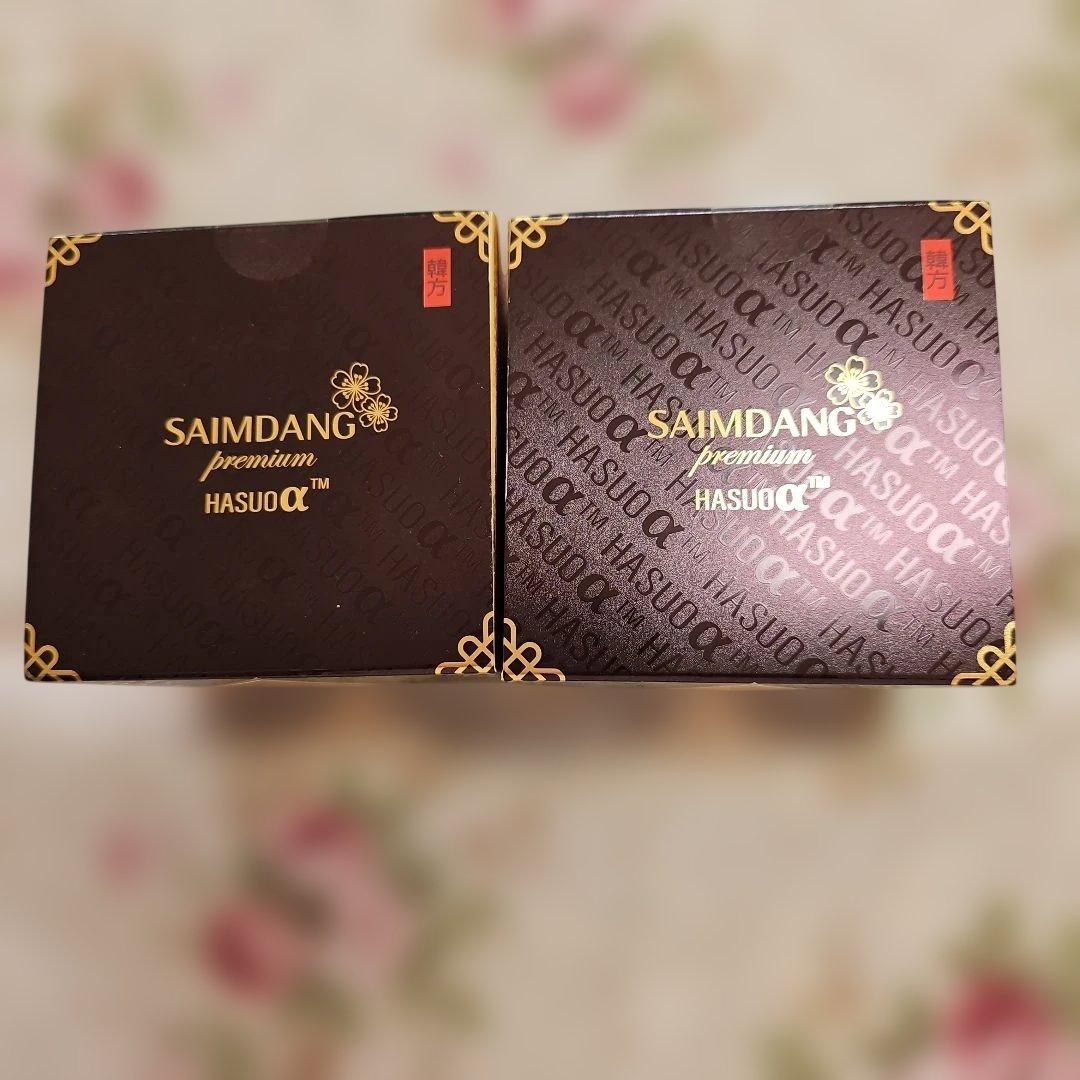 韓方
SAIMDANG
premium
HASUOα™
韓方
SAIMDANG
premium
HASUOα™